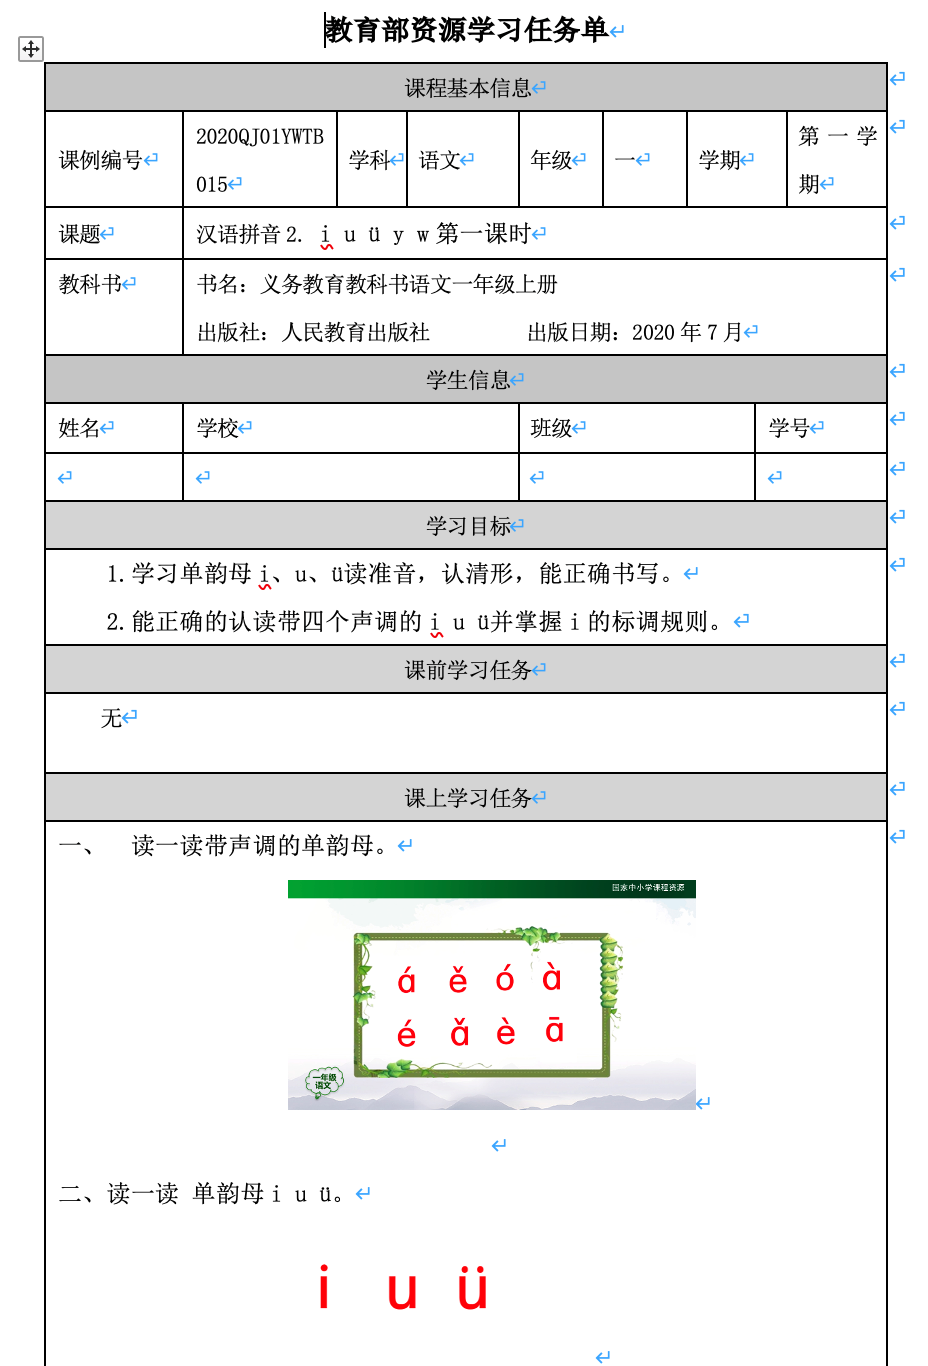 教育部资源学习任务单
课程基本信息
课例编号 2020QJ01YWTB015 学科 语文 年级 一 学期 第一学期
课题 汉语拼音 2. i u ü y w 第一课时
教科书 书名：义务教育教科书语文一年级上册
出版社：人民教育出版社 出版日期：2020 年 7 月
学生信息
姓名 学校 班级 学号
学习目标
1.学习单韵母 i、u、ü读准音，认清形，能正确书写。
2.能正确的认读带四个声调的 i u ü并掌握 i 的标调规则。
课前学习任务
无
课上学习任务
一、 读一读带声调的单韵母。
国家中小学课程资源
á ě ó à
é ǎ è ā
一年级
语文
二、读一读 单韵母 i u ü。
i u ü